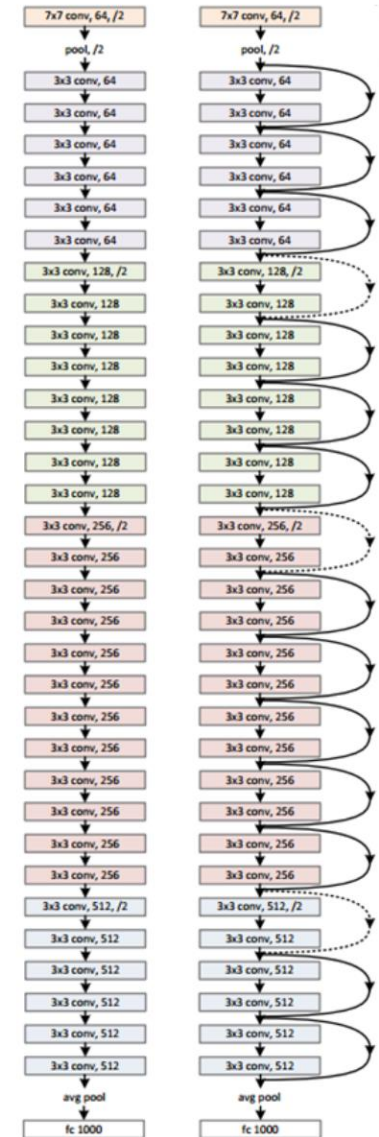 7x7 conv, 64, /2
pool, /2
3x3 conv, 64
3x3 conv, 64
3x3 conv, 64
3x3 conv, 64
3x3 conv, 64
3x3 conv, 64
3x3 conv, 128, /2
3x3 conv, 128
3x3 conv, 128
3x3 conv, 128
3x3 conv, 128
3x3 conv, 128
3x3 conv, 128
3x3 conv, 128
3x3 conv, 256, /2
3x3 conv, 256
3x3 conv, 256
3x3 conv, 256
3x3 conv, 256
3x3 conv, 256
3x3 conv, 256
3x3 conv, 256
3x3 conv, 256
3x3 conv, 256
3x3 conv, 256
3x3 conv, 256
3x3 conv, 512, /2
3x3 conv, 512
3x3 conv, 512
3x3 conv, 512
3x3 conv, 512
3x3 conv, 512
avg pool
fc 1000
7x7 conv, 64, /2
pool, /2
3x3 conv, 64
3x3 conv, 64
3x3 conv, 64
3x3 conv, 64
3x3 conv, 64
3x3 conv, 64
3x3 conv, 128, /2
3x3 conv, 128
3x3 conv, 128
3x3 conv, 128
3x3 conv, 128
3x3 conv, 128
3x3 conv, 128
3x3 conv, 128
3x3 conv, 256, /2
3x3 conv, 256
3x3 conv, 256
3x3 conv, 256
3x3 conv, 256
3x3 conv, 256
3x3 conv, 256
3x3 conv, 256
3x3 conv, 256
3x3 conv, 256
3x3 conv, 256
3x3 conv, 256
3x3 conv, 512, /2
3x3 conv, 512
3x3 conv, 512
3x3 conv, 512
3x3 conv, 512
3x3 conv, 512
avg pool
fc 1000